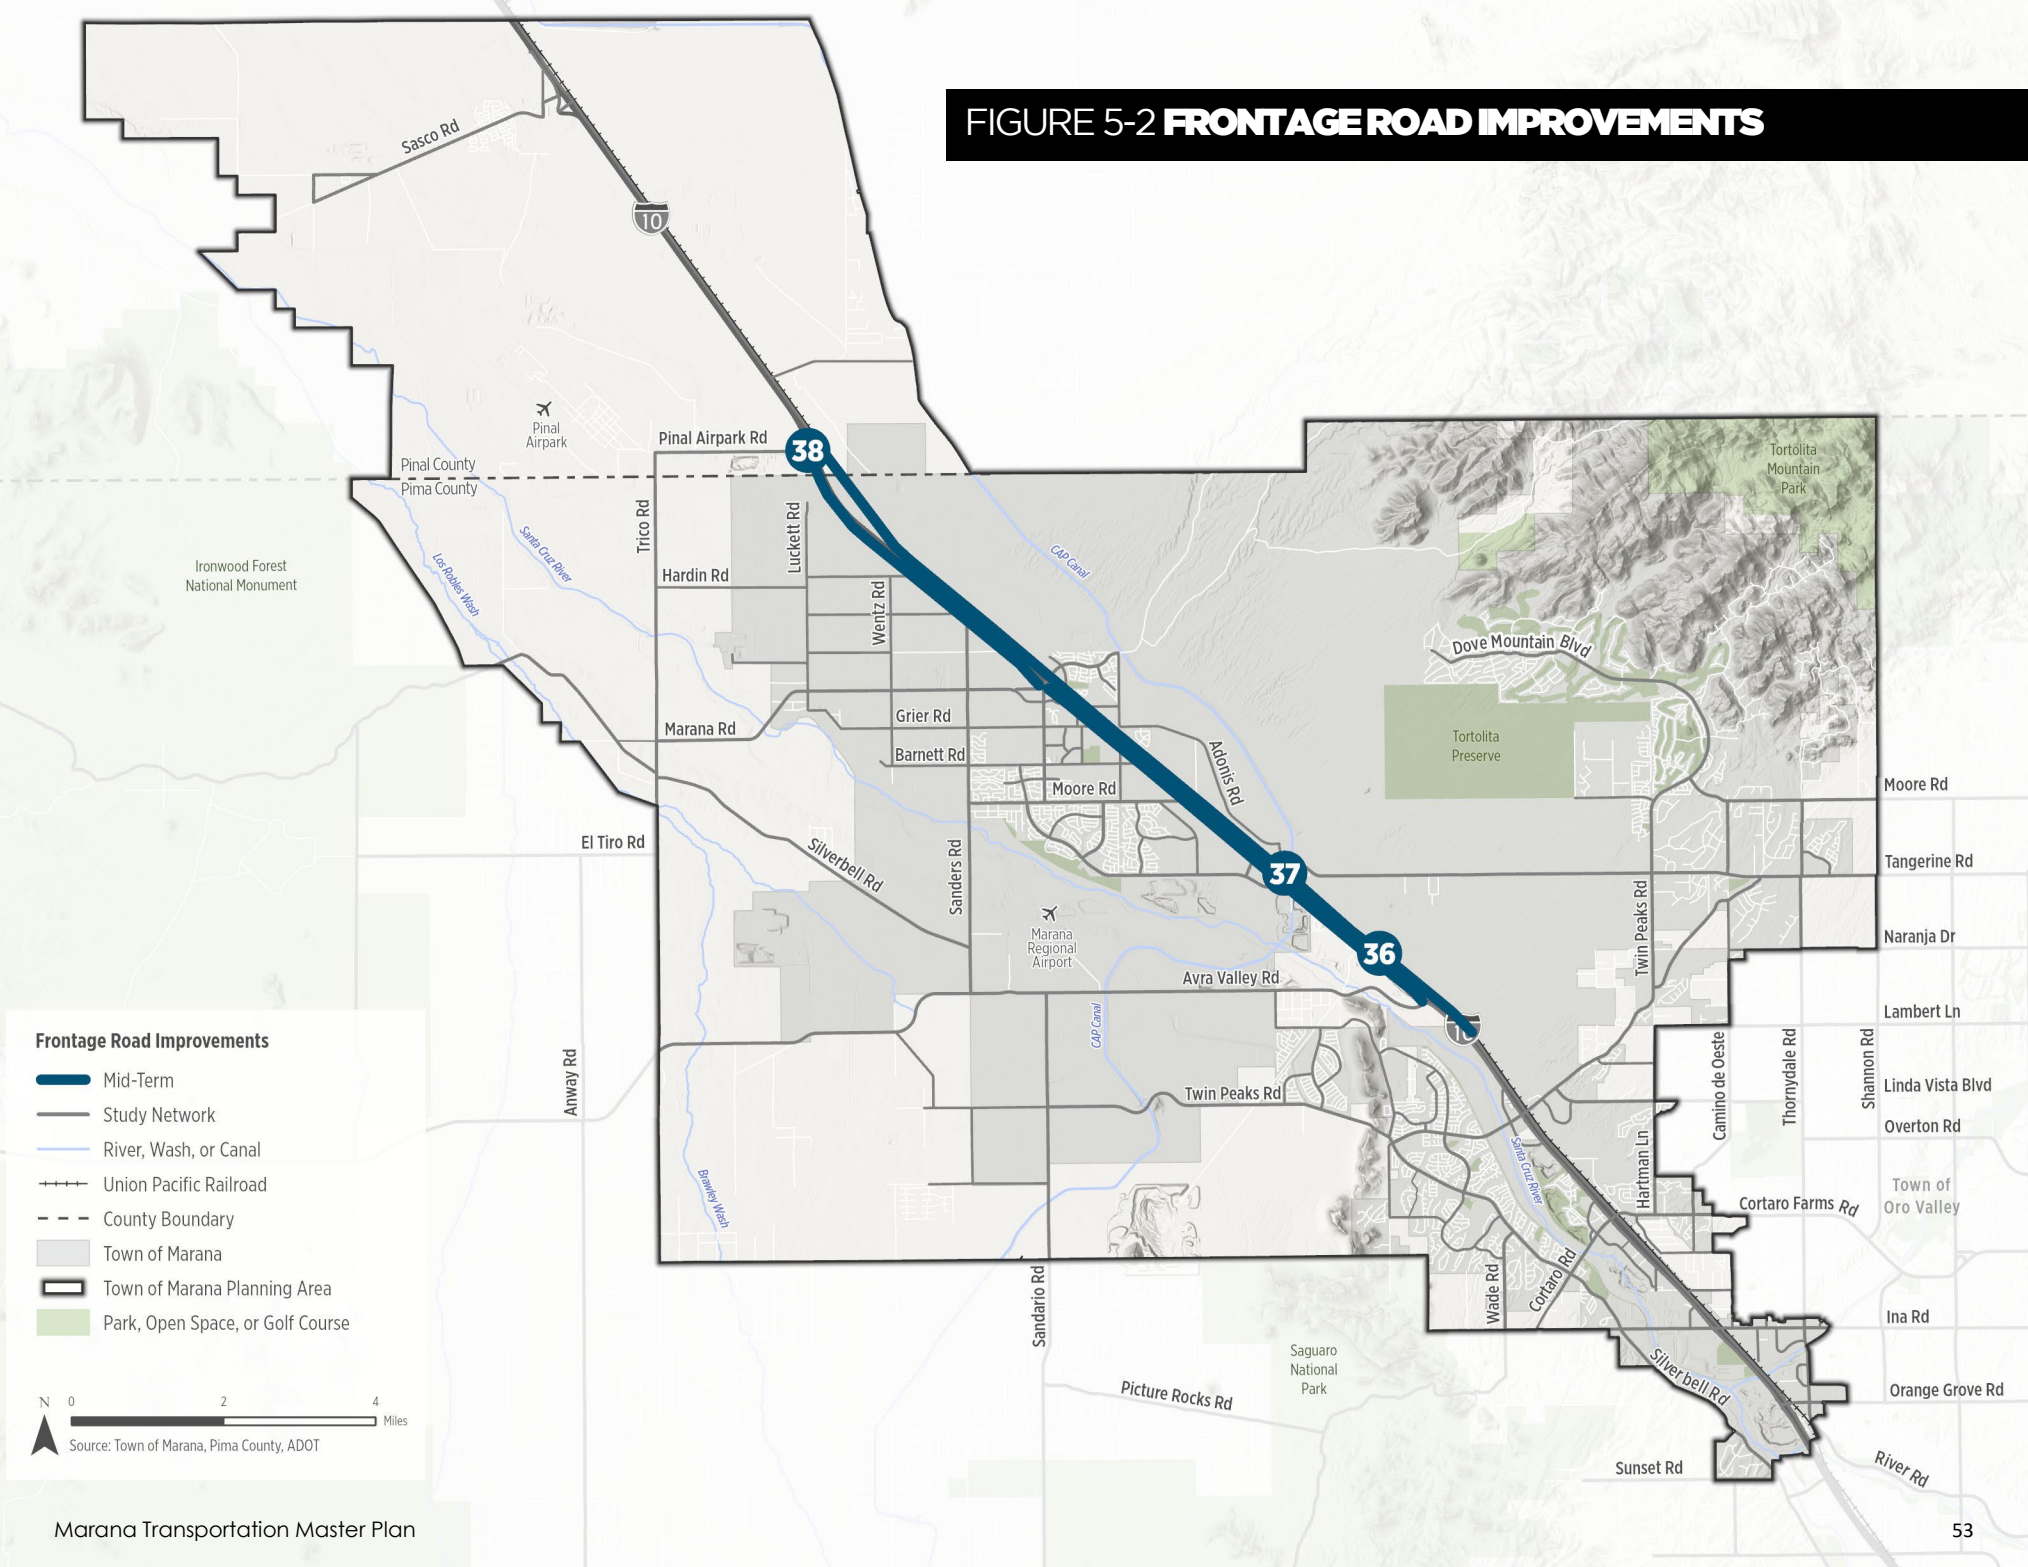 FIGURE 5-2 FRONTAGE ROAD IMPROVEMENTS
Sasco Rd
10
Pinal
Airpark
Pinal Airpark Rd
38
Pinal County
Pima County
Tortolita
Mountain
Park
Trico Rd
Luckett Rd
Santa Cruz River
Los Robles Wash
CAP Canal
Ironwood Forest
National Monument
Hardin Rd
Wentz Rd
Dove Mountain Blvd
Marana Rd
Grier Rd
Barnett Rd
Adonis Rd
Tortolita
Preserve
Moore Rd
Moore Rd
El Tiro Rd
Silverbell Rd
Sanders Rd
37
Tangerine Rd
Twin Peaks Rd
Marana
Regional
Airport
36
Naranja Dr
Avra Valley Rd
CAP Canal
10
Lambert Ln
Anway Rd
Camino de Oeste
Thornydale Rd
Shannon Rd
Twin Peaks Rd
Linda Vista Blvd
Overton Rd
Hartman Ln
Santa Cruz River
Brawley Wash
Town of
Oro Valley
Cortaro Farms Rd
Sandario Rd
Wade Rd
Cortaro Rd
Ina Rd
Saguaro
National
Park
Silverbell Rd
Picture Rocks Rd
Orange Grove Rd
Sunset Rd
River Rd
Frontage Road Improvements
Mid-Term
Study Network
River, Wash, or Canal
Union Pacific Railroad
County Boundary
Town of Marana
Town of Marana Planning Area
Park, Open Space, or Golf Course
N 0 2 4
Miles
Source: Town of Marana, Pima County, ADOT
Marana Transportation Master Plan
53